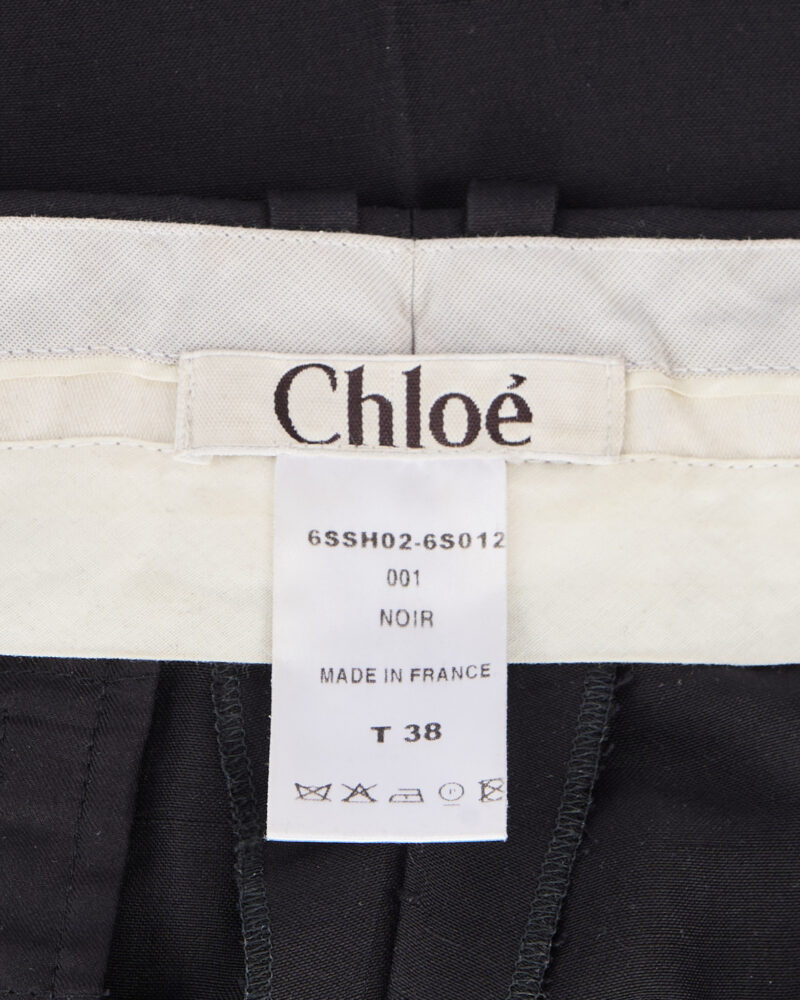 Chloé
6SSH02-6S012
001
NOIR
MADE IN FRANCE
T 38